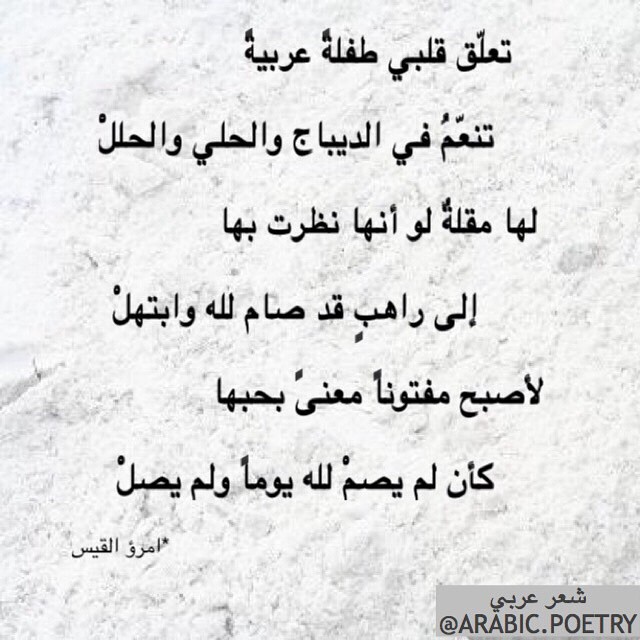 تعلّق قلبي طفلةً عربيةً
تنعّمُ في الديباج والحلي والحللْ
لها مقلةٌ لو أنها نظرت بها
إلى راهبٍ قد صام لله وابتهلْ
لأصبح مفتوناً معنىً بحبها
كأن لم يصمْ لله يوماً ولم يصلْ
*امرؤ القيس
شعر عربي
@ARABIC.POETRY